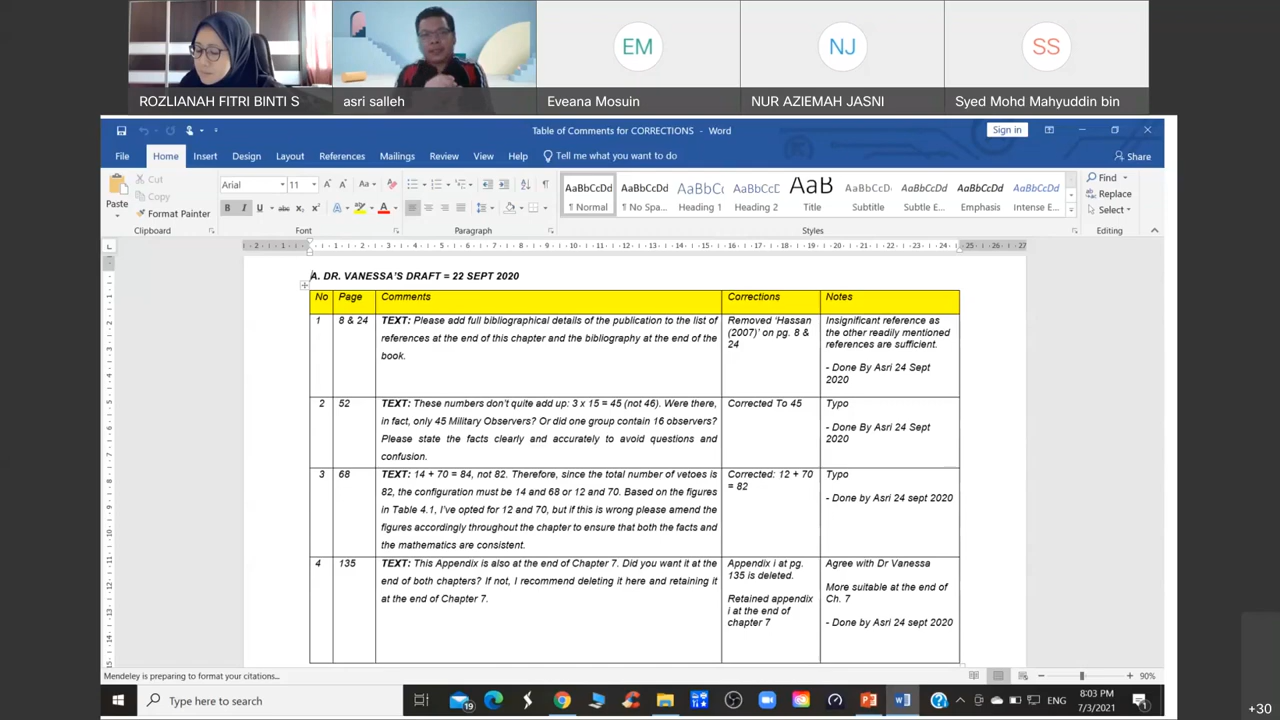 EM
NJ
SS
ROZLIANAH FITRI BINTI S
asri salleh
Eveana Mosuin
NUR AZIEMAH JASNI
Syed Mohd Mahyuddin bin
Table of Comments for CORRECTIONS - Word
Sign in
File Home Insert Design Layout References Mailings Review View Help Tell me what you want to do Share
Paste
Cut
Copy
Format Painter
Clipboard
Arial 11
Font
Paragraph
AaBbCcDd ¶ Normal
AaBbCcDd ¶ No Spa...
AaBbC Heading 1
AaBbCcD Heading 2
AaB Title
AaBbCcD Subtitle
AaBbCcDd Subtle E...
AaBbCcDd Emphasis
AaBbCcDd Intense E...
Styles
Find
Replace
Select
Editing
A. DR. VANESSA'S DRAFT = 22 SEPT 2020
No Page Comments Corrections Notes
1
8 & 24
TEXT: Please add full bibliographical details of the publication to the list of
references at the end of this chapter and the bibliography at the end of the
book.
Removed 'Hassan
(2007)' on pg. 8 &
24
Insignificant reference as
the other readily mentioned
references are sufficient.
- Done By Asri 24 Sept
2020
2
52
TEXT: These numbers don't quite add up: 3 x 15 = 45 (not 46). Were there,
in fact, only 45 Military Observers? Or did one group contain 16 observers?
Please state the facts clearly and accurately to avoid questions and
confusion.
Corrected To 45
Typo
- Done By Asri 24 Sept
2020
3
68
TEXT: 14 + 70 = 84, not 82. Therefore, since the total number of vetoes is
82, the configuration must be 14 and 68 or 12 and 70. Based on the figures
in Table 4.1, I've opted for 12 and 70, but if this is wrong please amend the
figures accordingly throughout the chapter to ensure that both the facts and
the mathematics are consistent.
Corrected: 12 + 70
= 82
Typo
- Done by Asri 24 sept 2020
4
135
TEXT: This Appendix is also at the end of Chapter 7. Did you want it at the
end of both chapters? If not, I recommend deleting it here and retaining it
at the end of Chapter 7.
Appendix i at pg.
135 is deleted.
Retained appendix
i at the end of
chapter 7
Agree with Dr Vanessa
More suitable at the end of
Ch. 7
- Done by Asri 24 sept 2020
Mendeley is preparing to format your citations...
90%
Type here to search
19
ENG
8:03 PM
7/3/2021
1
+30